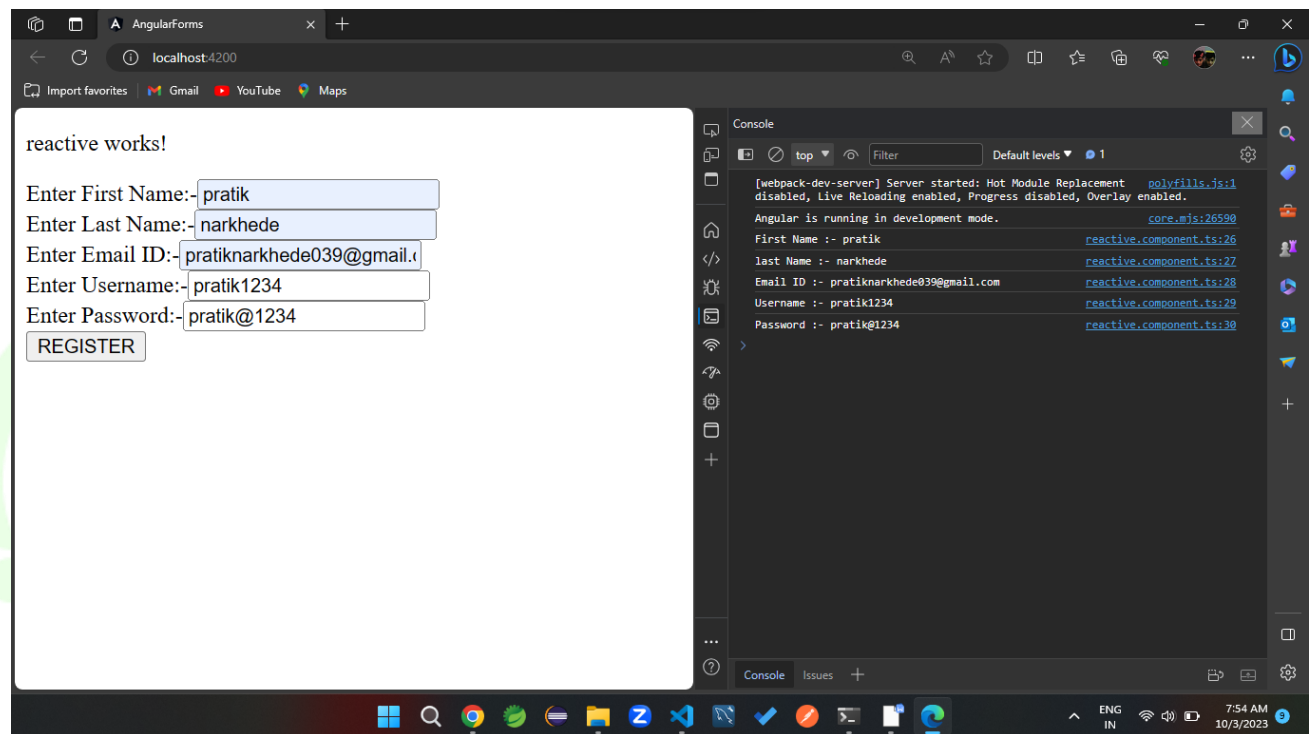 AngularForms
localhost:4200
Import favorites Gmail YouTube Maps
reactive works!
Enter First Name:- pratik
Enter Last Name:- narkhede
Enter Email ID:- pratiknarkhede039@gmail.
Enter Username:- pratik1234
Enter Password:- pratik@1234
REGISTER
Console
top Filter Default levels 1
[webpack-dev-server] Server started: Hot Module Replacement polyfills.js:1
disabled, Live Reloading enabled, Progress disabled, Overlay enabled.
Angular is running in development mode. core.mjs:26590
First Name :- pratik reactive.component.ts:26
last Name :- narkhede reactive.component.ts:27
Email ID :- pratiknarkhede039@gmail.com reactive.component.ts:28
Username :- pratik1234 reactive.component.ts:29
Password :- pratik@1234 reactive.component.ts:30
Console Issues
ENG
IN
7:54 AM
10/3/2023
9